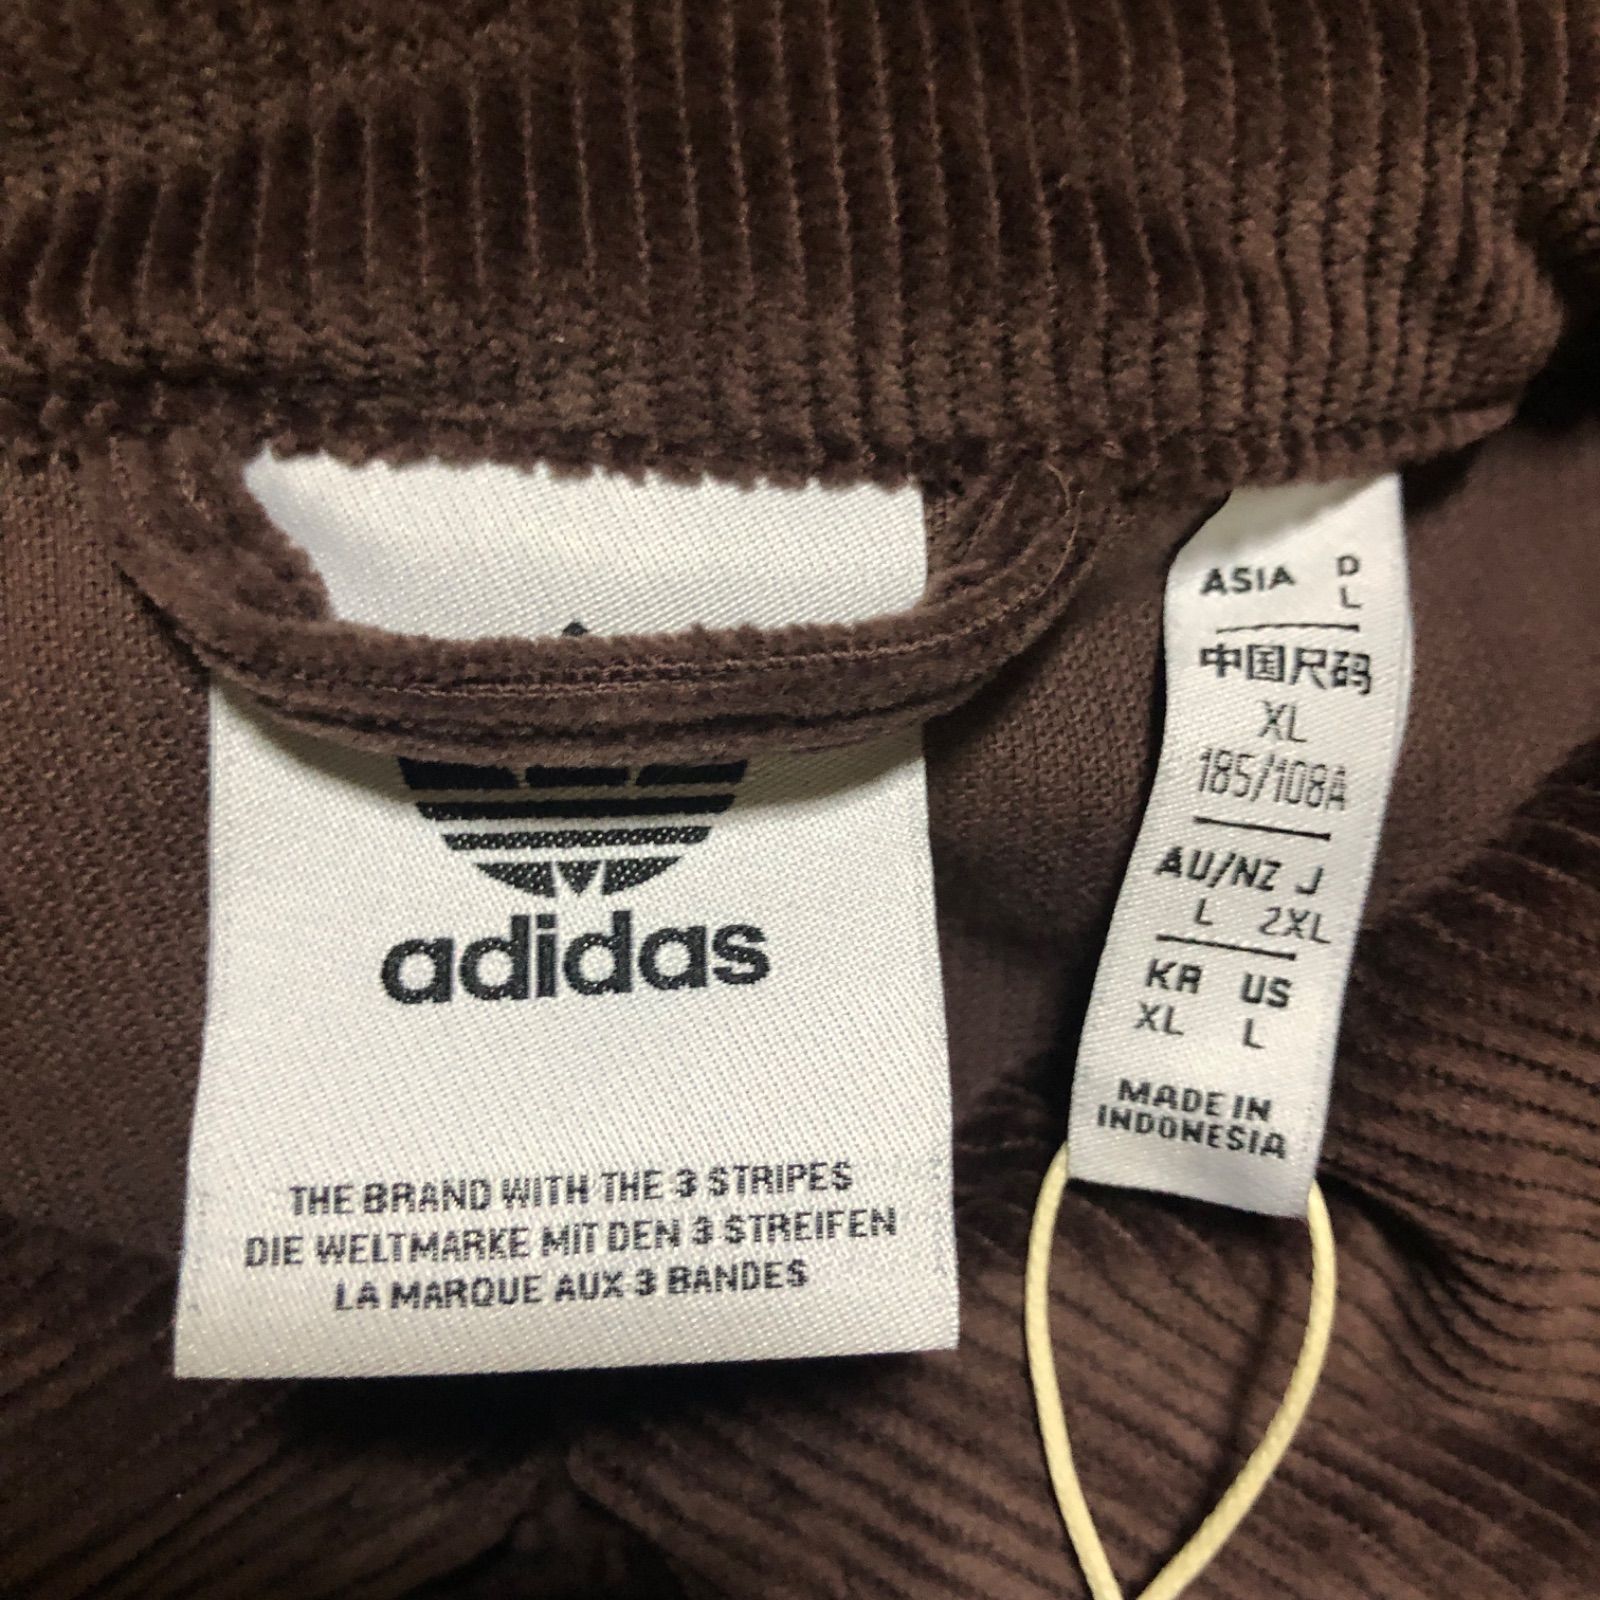 adidas
THE BRAND WITH THE 3 STRIPES
DIE WELTMARKE MIT DEN 3 STREIFEN
LA MARQUE AUX 3 BANDES
ASIA D
L
中国尺码
XL
185/108A
AU/NZ J
L 2XL
KR US
XL L
MADE IN
INDONESIA